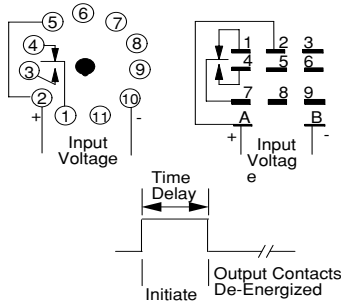 6
5 7
4 8
3 9
2 10
1 11
+ -
Input
Voltage
1 2 3
4 5 6
7 8 9
A B
+ -
Input
Voltag
e
Time
Delay
Initiate
Output Contacts
De-Energized